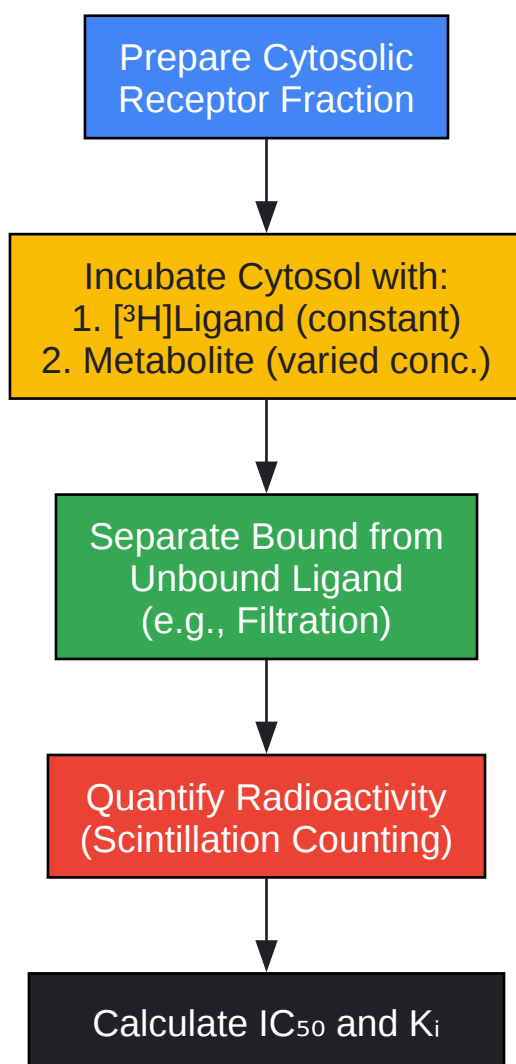 Prepare Cytosolic
Receptor Fraction
Incubate Cytosol with:
1. [³H]Ligand (constant)
2. Metabolite (varied conc.)
Separate Bound from
Unbound Ligand
(e.g., Filtration)
Quantify Radioactivity
(Scintillation Counting)
Calculate IC₅₀ and Kᵢ